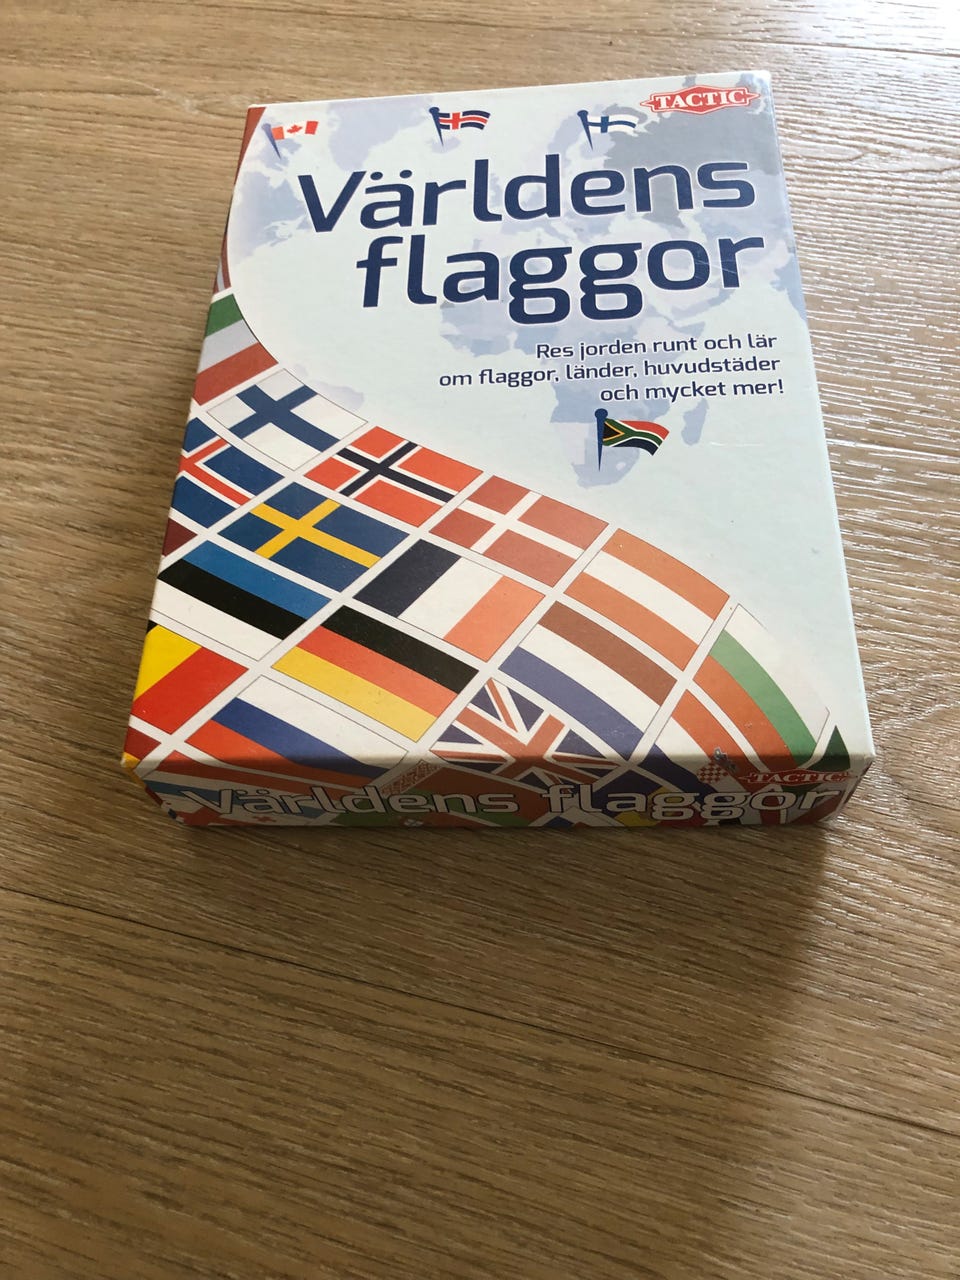 TACTIC
Världens
flaggor
Res jorden runt och lär
om flaggor, länder, huvudstäder
och mycket mer!
TACTIC
Världens flaggor